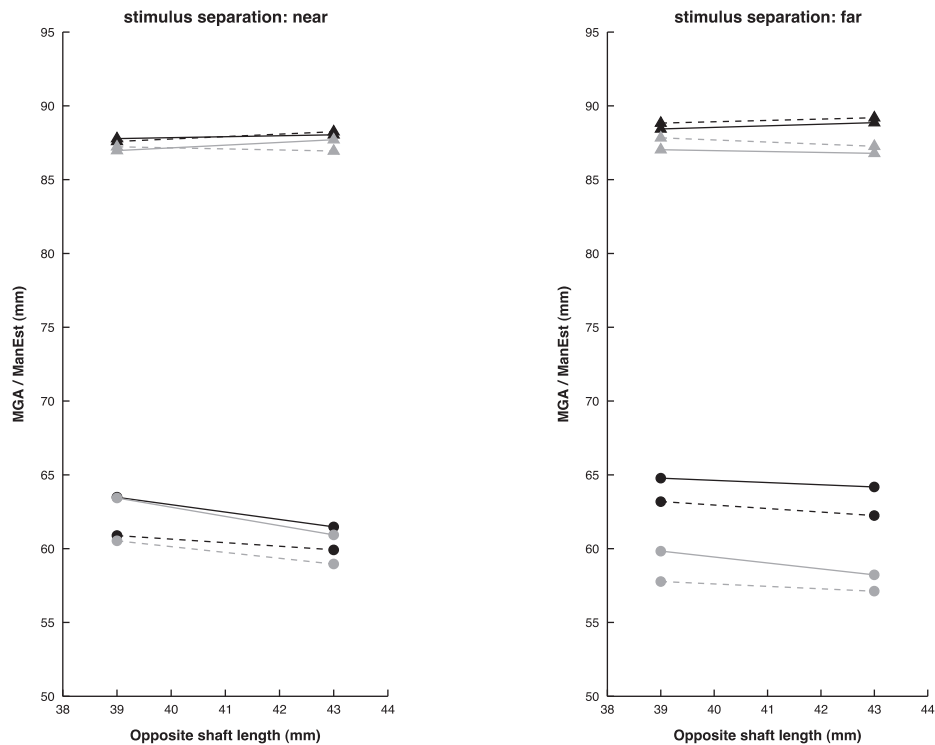 stimulus separation: near
95
90
85
80
75
70
65
60
55
50
MGA / ManEst (mm)
38 39 40 41 42 43 44
Opposite shaft length (mm)
stimulus separation: far
95
90
85
80
75
70
65
60
55
50
MGA / ManEst (mm)
38 39 40 41 42 43 44
Opposite shaft length (mm)